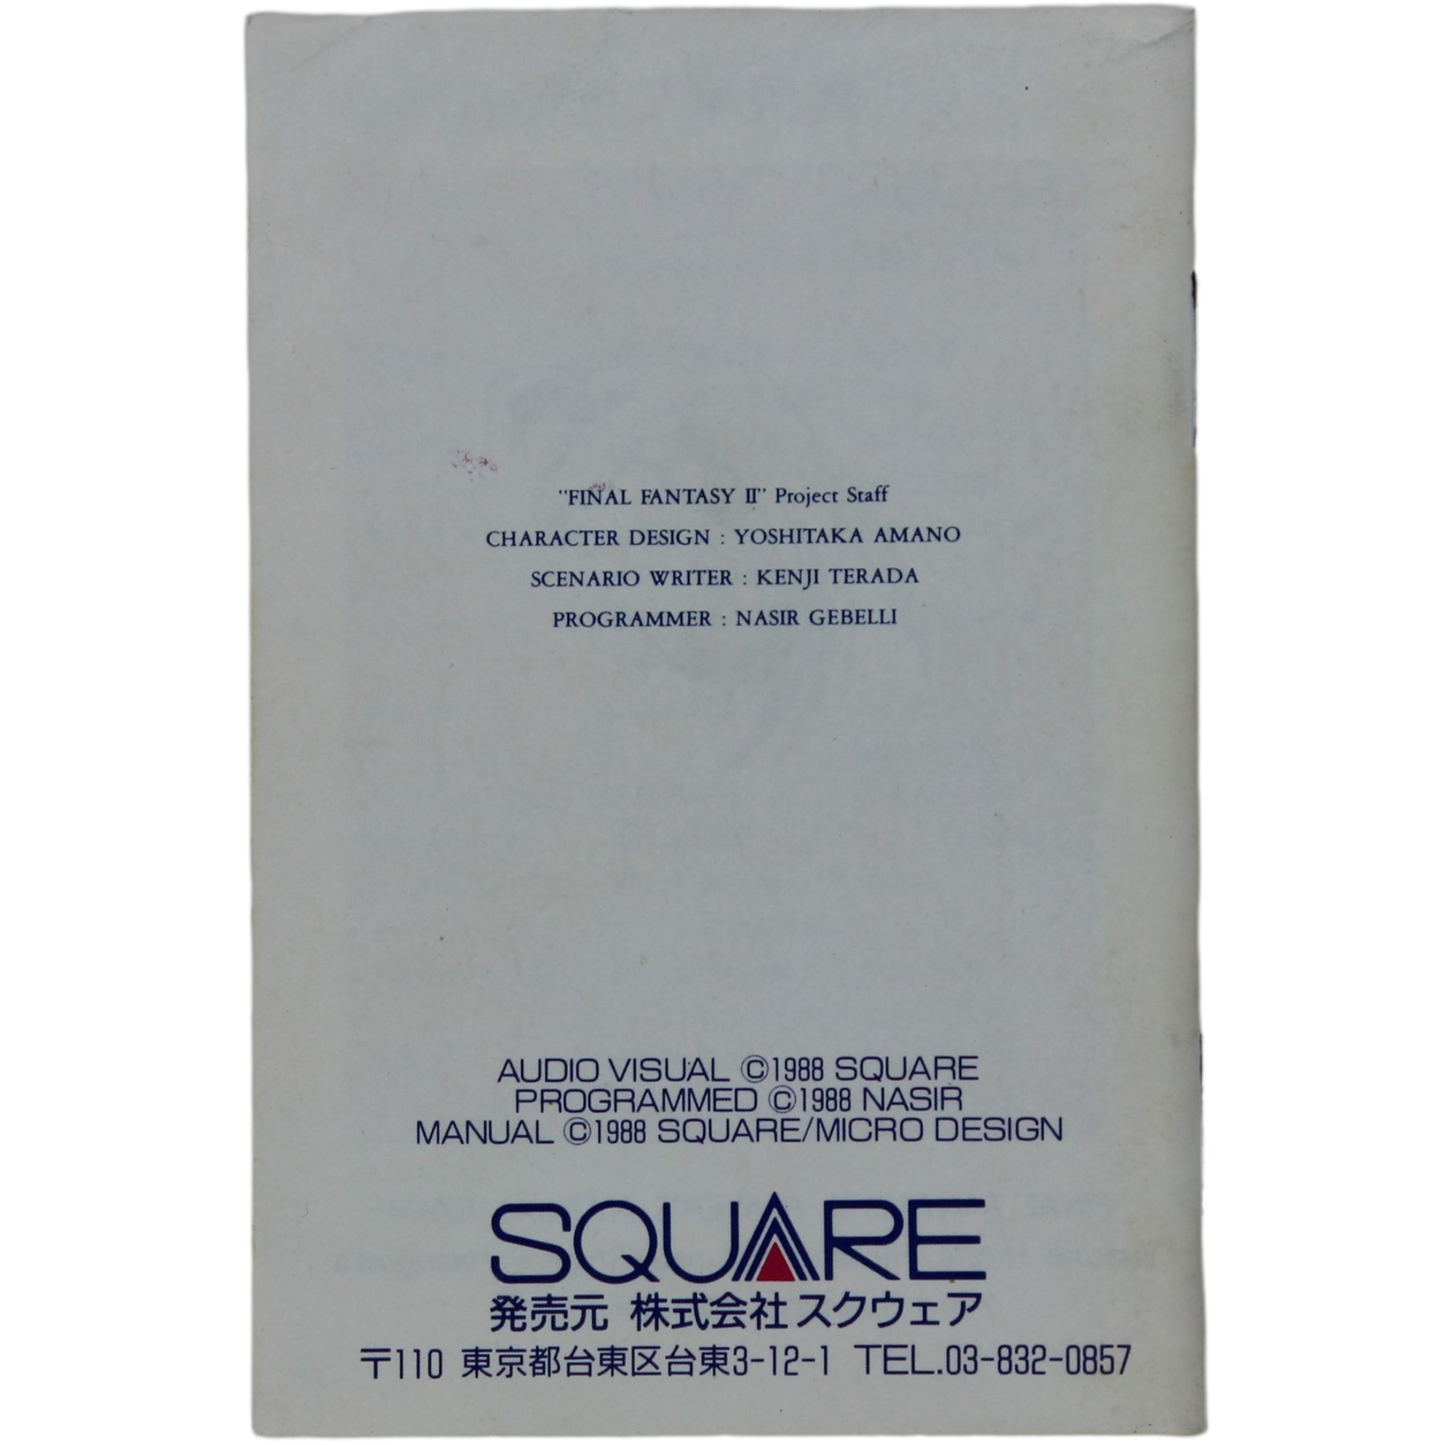 "FINAL FANTASY II" Project Staff
CHARACTER DESIGN : YOSHITAKA AMANO
SCENARIO WRITER : KENJI TERADA
PROGRAMMER : NASIR GEBELLI
AUDIO VISUAL ©1988 SQUARE
PROGRAMMED ©1988 NASIR
MANUAL ©1988 SQUARE/MICRO DESIGN
SQUARE
発売元 株式会社スクウェア
〒110 東京都台東区台東3-12-1 TEL.03-832-0857